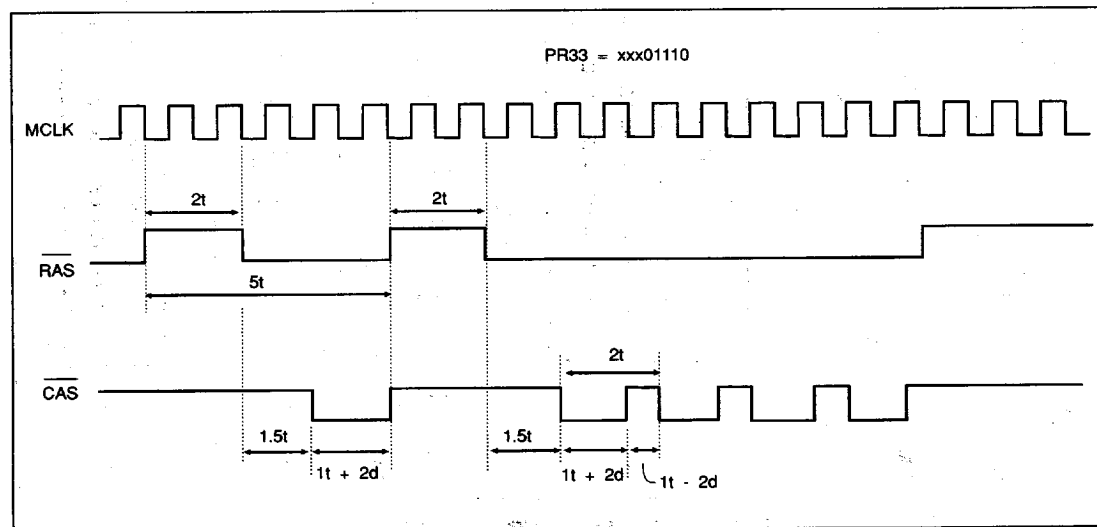 PR33 = xxx01110
MCLK
2t
2t
RAS
5t
2t
CAS
1.5t
1t + 2d
1.5t
1t + 2d
1t - 2d